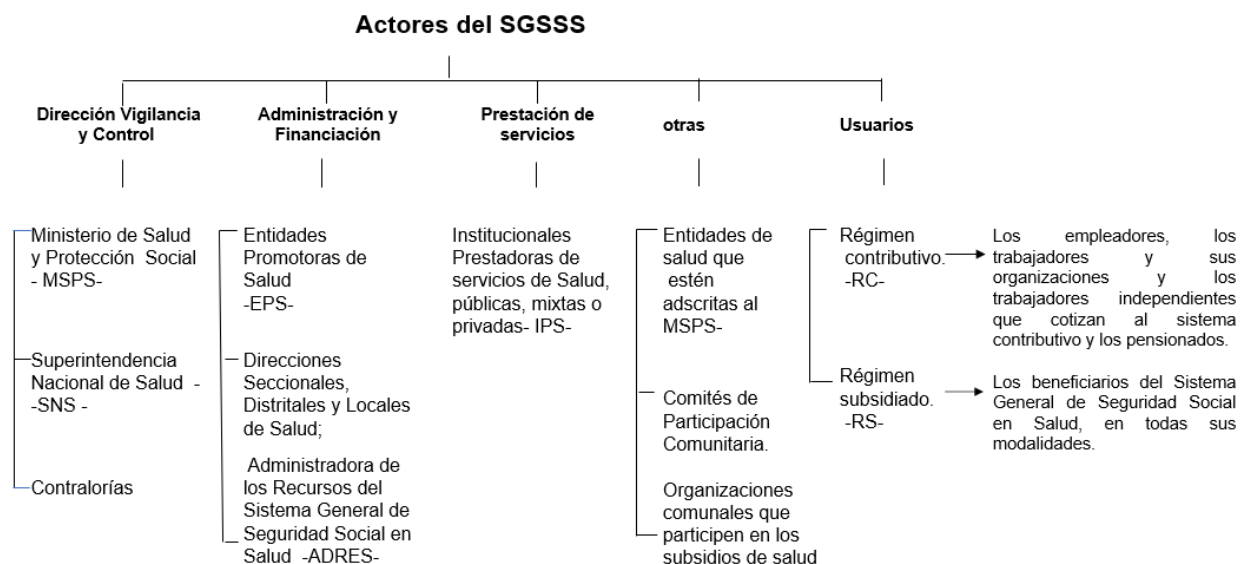 Actores del SGSSS
Dirección Vigilancia
y Control
Administración y
Financiación
Prestación de
servicios
otras
Usuarios
Ministerio de Salud
y Protección Social
- MSPS-
Superintendencia
Nacional de Salud -
-SNS -
Contralorías
Entidades
Promotoras de
Salud
-EPS-
Direcciones
Seccionales,
Distritales y Locales
de Salud;
Administradora de
los Recursos del
Sistema General de
Seguridad Social en
Salud -ADRES-
Institucionales
Prestadoras de
servicios de Salud,
públicas, mixtas o
privadas- IPS-
Entidades de
salud que
estén
adscritas al
MSPS-
Comités de
Participación
Comunitaria.
Organizaciones
comunales que
participen en los
subsidios de salud
Régimen
contributivo.
-RC-
Los empleadores, los
trabajadores y sus
organizaciones y los
trabajadores independientes
que cotizan al sistema
contributivo y los pensionados.
Régimen
subsidiado.
-RS-
Los beneficiarios del Sistema
General de Seguridad Social
en Salud, en todas sus
modalidades.